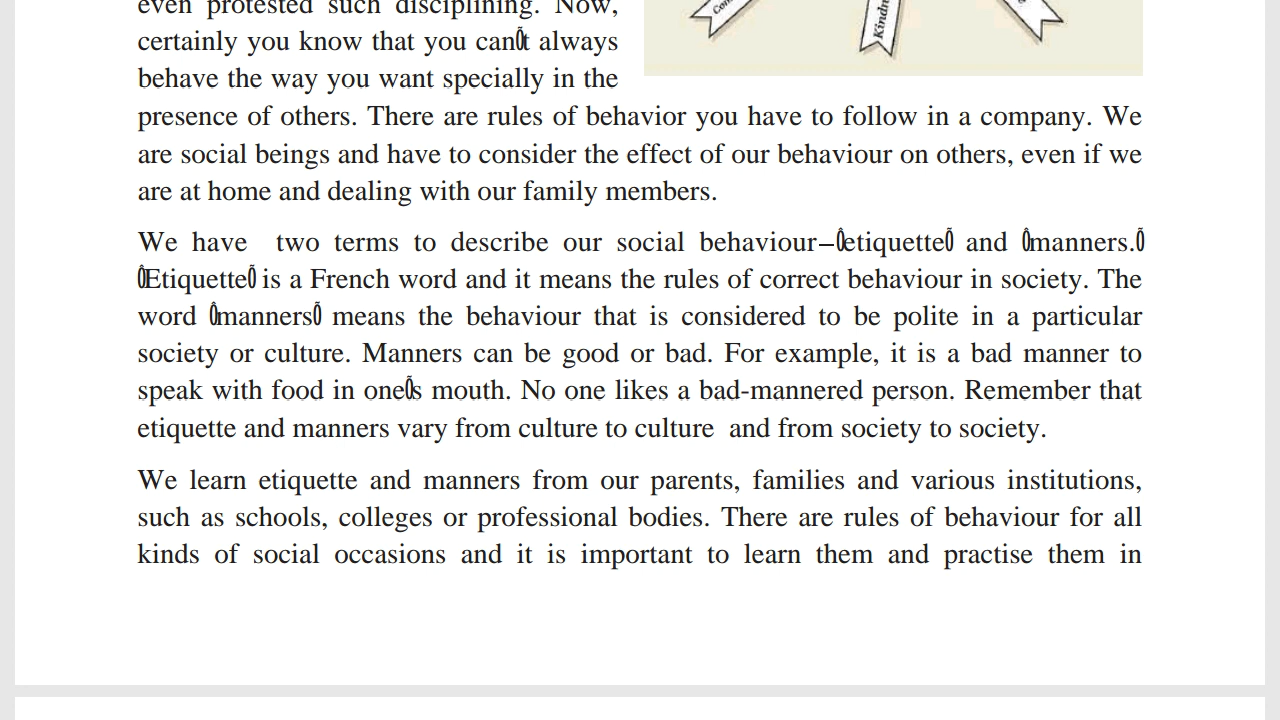 even protested such disciplining. Now,
certainly you know that you canÕt always
behave the way you want specially in the
presence of others. There are rules of behavior you have to follow in a company. We
are social beings and have to consider the effect of our behaviour on others, even if we
are at home and dealing with our family members.
We have two terms to describe our social behaviour–ÔetiquetteÕ and Ômanners.Õ
ÔEtiquetteÕ is a French word and it means the rules of correct behaviour in society. The
word ÔmannersÕ means the behaviour that is considered to be polite in a particular
society or culture. Manners can be good or bad. For example, it is a bad manner to
speak with food in oneÕs mouth. No one likes a bad-mannered person. Remember that
etiquette and manners vary from culture to culture and from society to society.
We learn etiquette and manners from our parents, families and various institutions,
such as schools, colleges or professional bodies. There are rules of behaviour for all
kinds of social occasions and it is important to learn them and practise them in